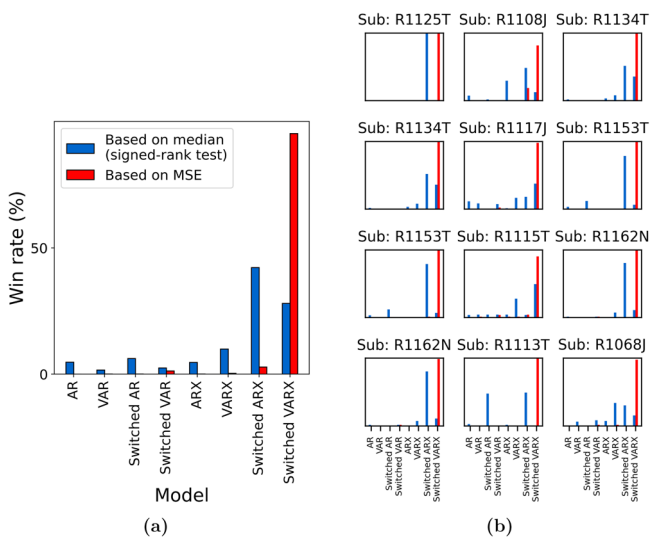 Sub: R1125T Sub: R1108J Sub: R1134T
Based on median
(signed-rank test)
Based on MSE
Win rate (%)
50
0
AR
VAR
Switched AR
Switched VAR
ARX
VARX
Switched ARX
Switched VARX
Model
(a)
Sub: R1134T Sub: R1117J Sub: R1153T
Sub: R1153T Sub: R1115T Sub: R1162N
Sub: R1162N Sub: R1113T Sub: R1068J
AR
VAR
Switched AR
Switched VAR
ARX
VARX
Switched ARX
Switched VARX
AR
VAR
Switched AR
Switched VAR
ARX
VARX
Switched ARX
Switched VARX
AR
VAR
Switched AR
Switched VAR
ARX
VARX
Switched ARX
Switched VARX
(b)